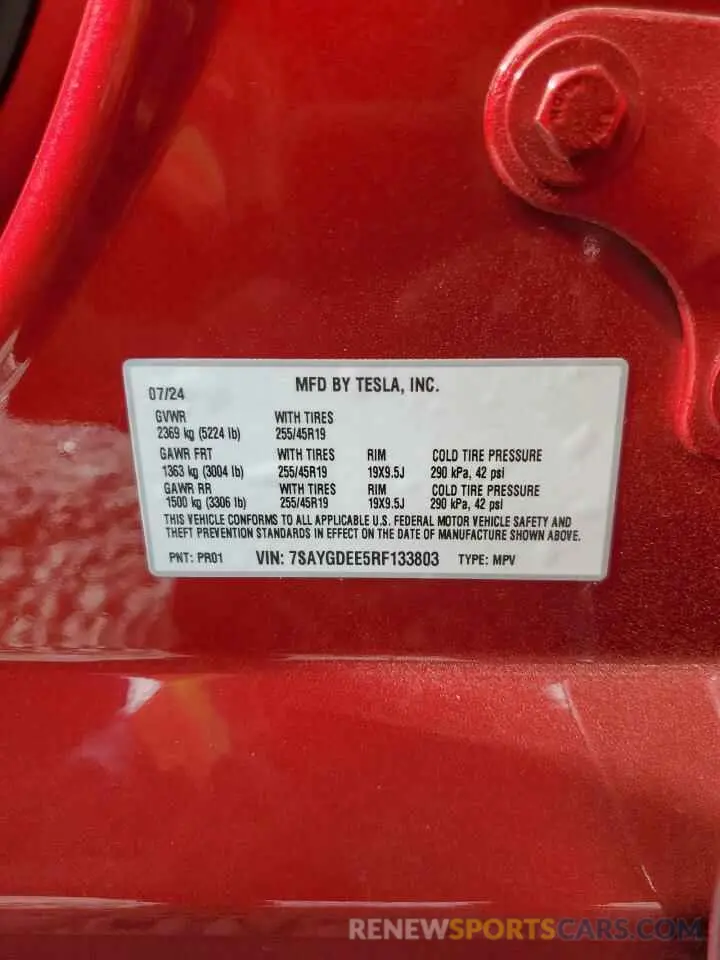 07/24 MFD BY TESLA, INC.
GVWR WITH TIRES
2369 kg (5224 lb) 255/45R19
GAWR FRT WITH TIRES RIM COLD TIRE PRESSURE
1363 kg (3004 lb) 255/45R19 19X9.5J 290 kPa, 42 psi
GAWR RR WITH TIRES RIM COLD TIRE PRESSURE
1500 kg (3306 lb) 255/45R19 19X9.5J 290 kPa, 42 psi
THIS VEHICLE CONFORMS TO ALL APPLICABLE U.S. FEDERAL MOTOR VEHICLE SAFETY AND
THEFT PREVENTION STANDARDS IN EFFECT ON THE DATE OF MANUFACTURE SHOWN ABOVE.
PNT: PR01 VIN: 7SAYGDEE5RF133803 TYPE: MPV
RENEWSPORTSCARS.COM